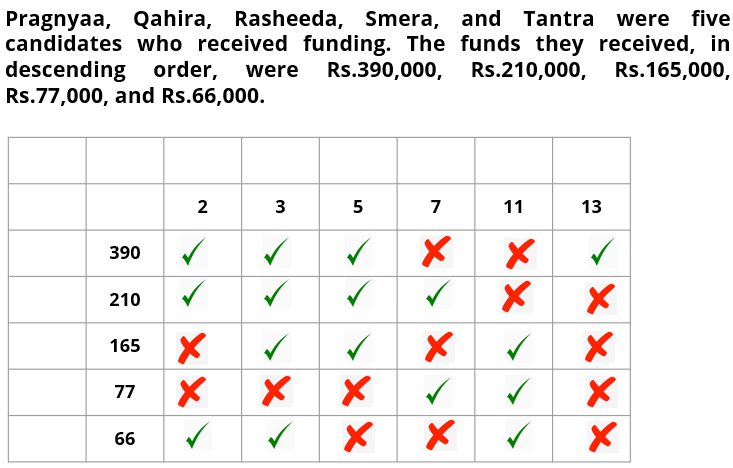 Pragnyaa, Qahira, Rasheeda, Smera, and Tantra were five
candidates who received funding. The funds they received, in
descending order, were Rs.390,000, Rs.210,000, Rs.165,000,
Rs.77,000, and Rs.66,000.
2 3 5 7 11 13
390
210
165
77
66